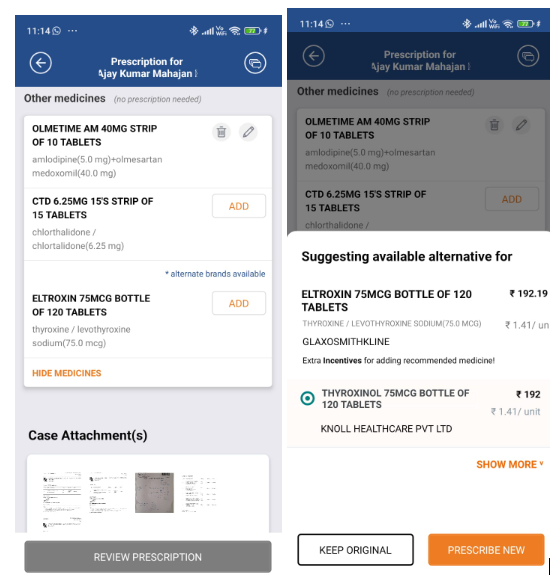 11:14 ...
Prescription for
Ajay Kumar Mahajan
Other medicines (no prescription needed)
OLMETIME AM 40MG STRIP
OF 10 TABLETS
amlodipine(5.0 mg)+olmesartan
medoxomil(40.0 mg)
CTD 6.25MG 15'S STRIP OF
15 TABLETS
ADD
chlorthalidone /
chlortalidone(6.25 mg)
* alternate brands available
ELTROXIN 75MCG BOTTLE
OF 120 TABLETS
ADD
thyroxine / levothyroxine
sodium(75.0 mcg)
HIDE MEDICINES
Case Attachment(s)
REVIEW PRESCRIPTION
11:14 ...
Prescription for
Ajay Kumar Mahajan
Other medicines (no prescription needed)
OLMETIME AM 40MG STRIP
OF 10 TABLETS
amlodipine(5.0 mg)+olmesartan
medoxomil(40.0 mg)
CTD 6.25MG 15'S STRIP OF
15 TABLETS
ADD
chlorthalidone /
Suggesting available alternative for
ELTROXIN 75MCG BOTTLE OF 120 ₹ 192.19
TABLETS
THYROXINE / LEVOTHYROXINE SODIUM(75.0 MCG) ₹ 1.41/ un
GLAXOSMITHKLINE
Extra Incentives for adding recommended medicine!
THYROXINOL 75MCG BOTTLE OF ₹ 192
120 TABLETS
₹ 1.41/ unit
KNOLL HEALTHCARE PVT LTD
SHOW MORE
KEEP ORIGINAL PRESCRIBE NEW